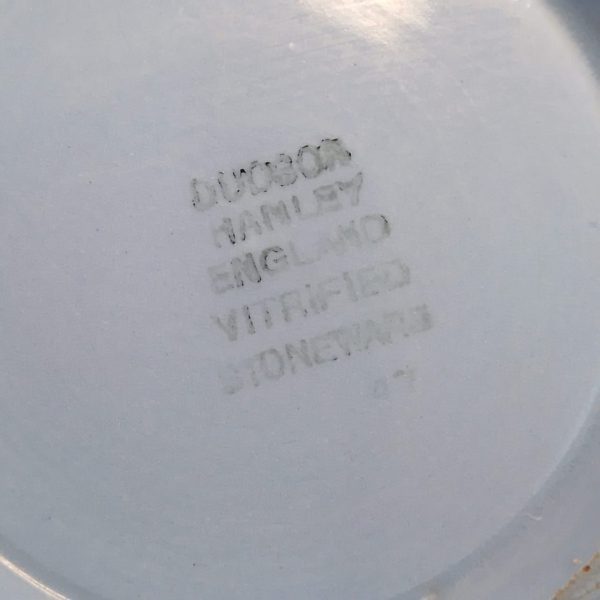 DUDSON
HANLEY
ENGLAND
VITRIFIED
STONEWARE